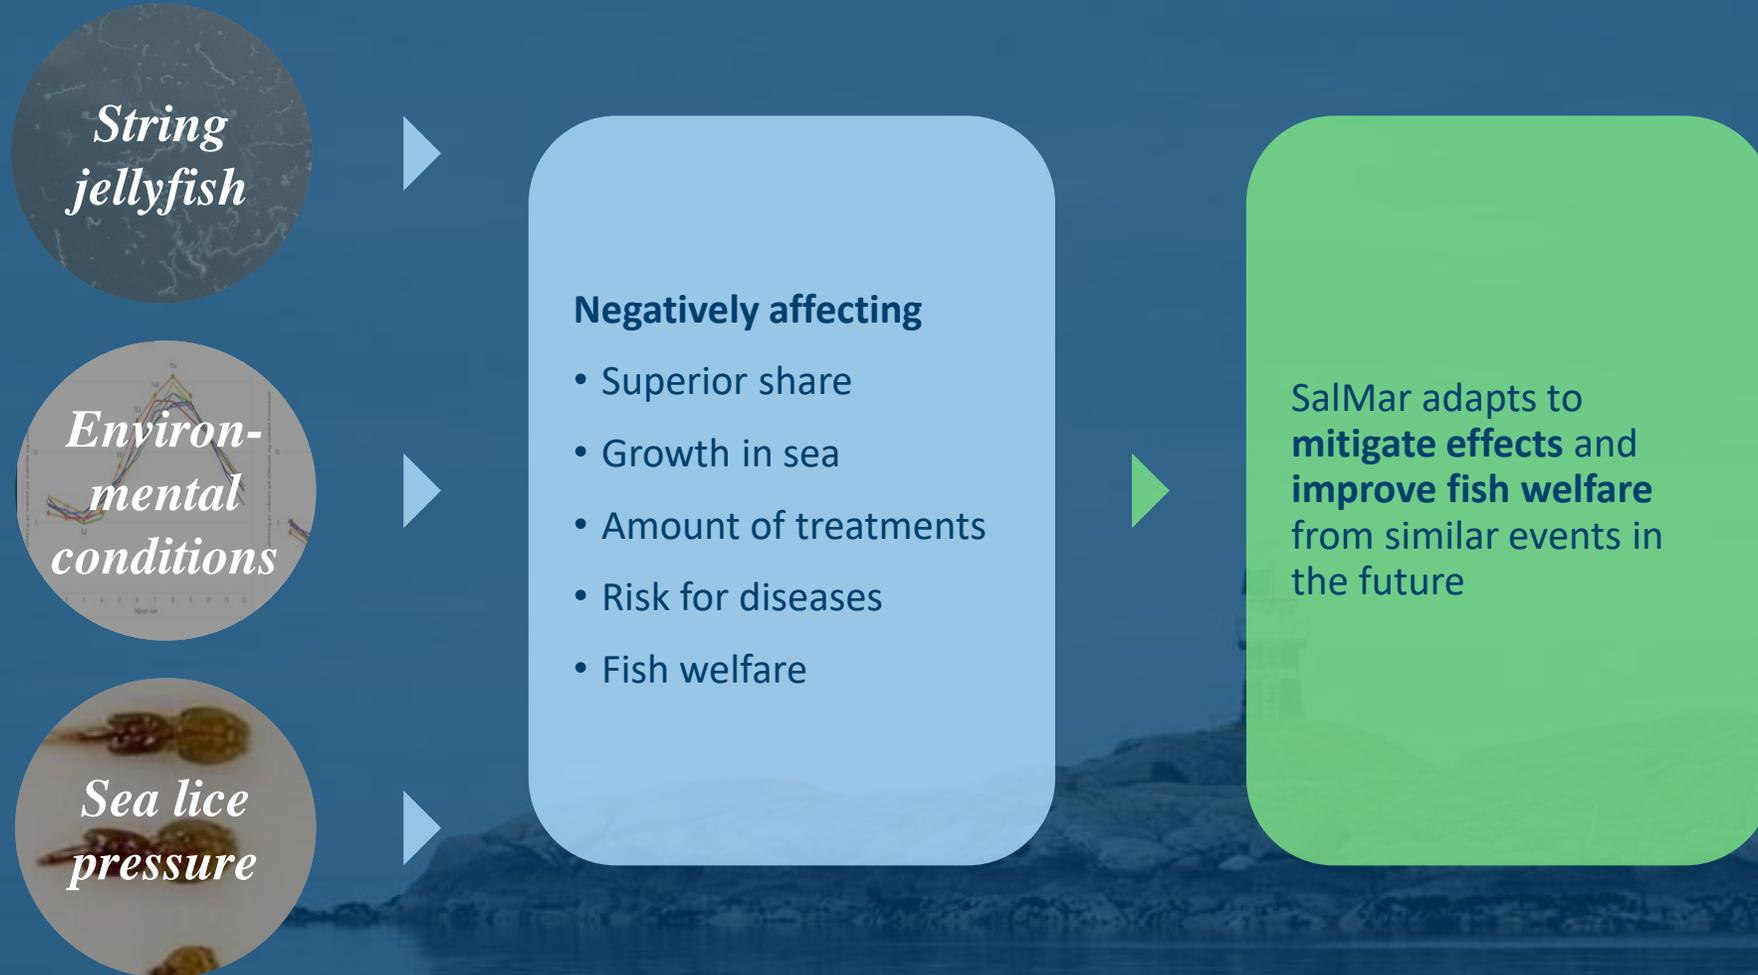 String
jellyfish
Environ-
mental
conditions
Sea lice
pressure
Negatively affecting
• Superior share
• Growth in sea
• Amount of treatments
• Risk for diseases
• Fish welfare
SalMar adapts to
mitigate effects and
improve fish welfare
from similar events in
the future